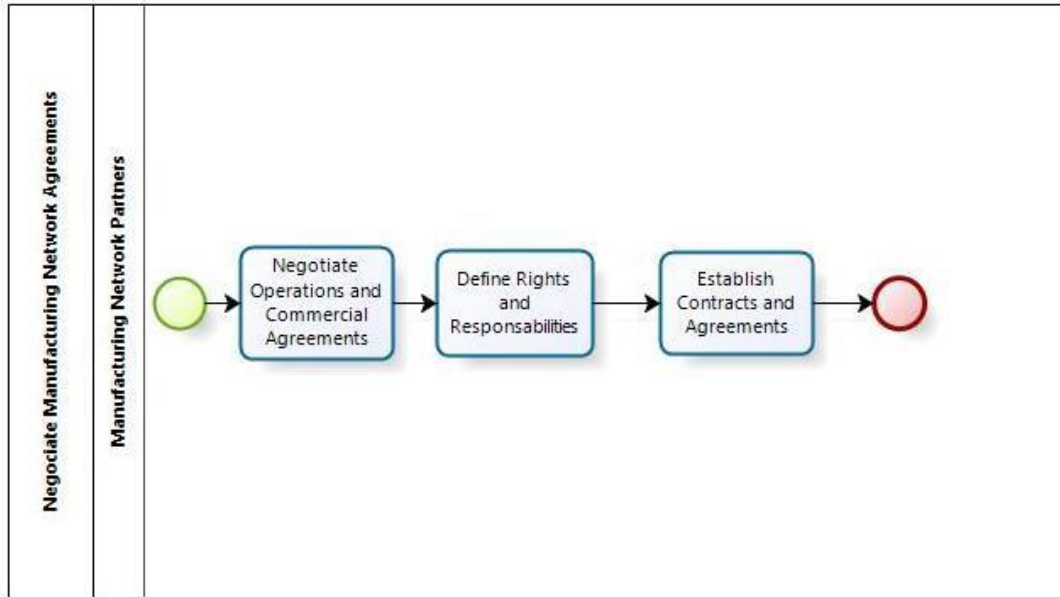 Negociate Manufacturing Network Agreements
Manufacturing Network Partners
Negotiate
Operations and
Commercial
Agreements
Define Rights
and
Responsabilities
Establish
Contracts and
Agreements